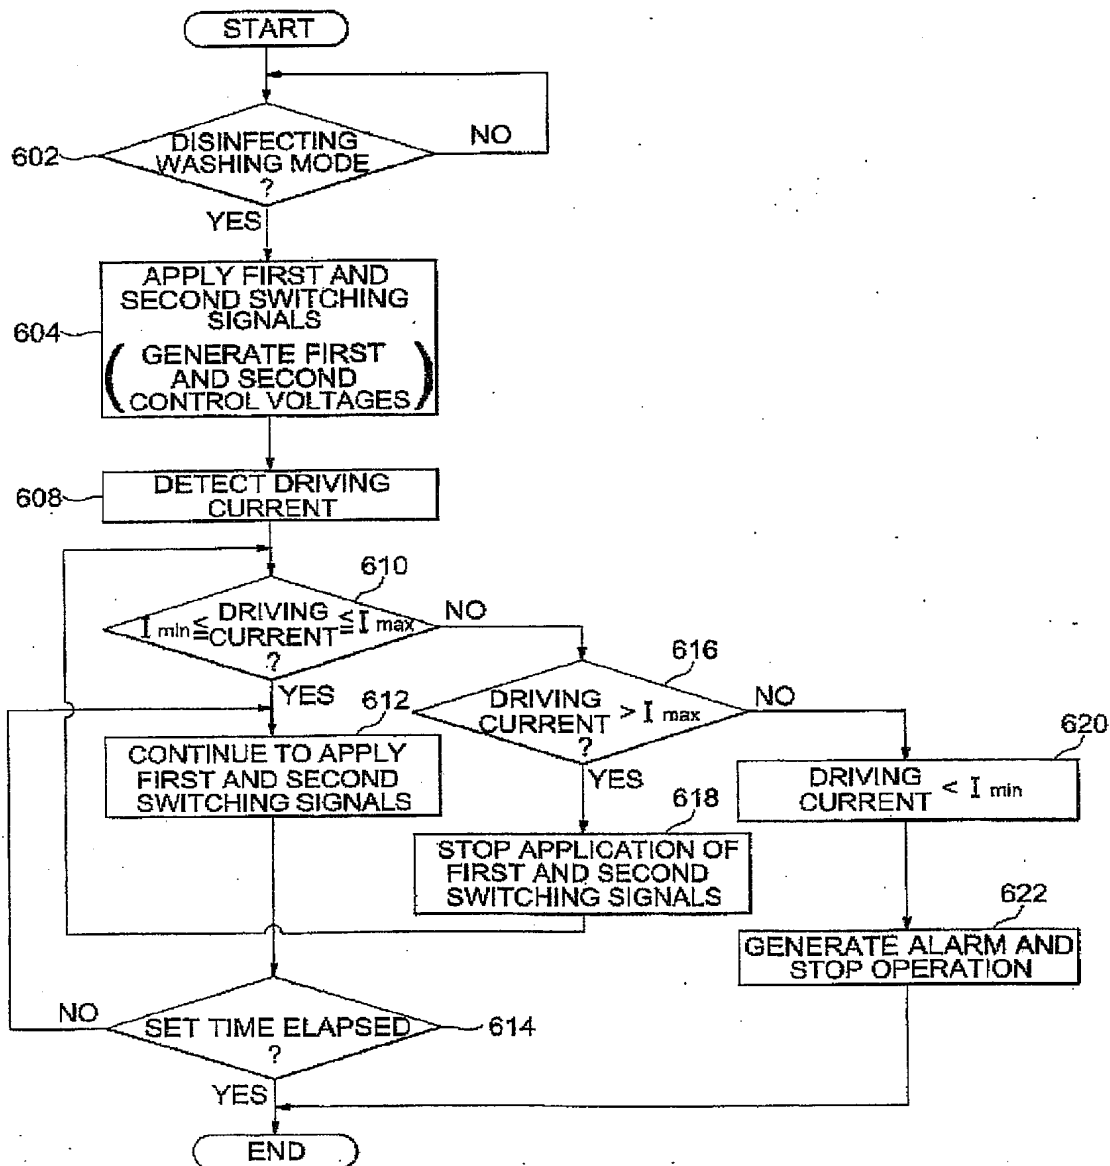 START
DISINFECTING
WASHING MODE
?
602
NO
YES
APPLY FIRST AND
SECOND SWITCHING
SIGNALS
(GENERATE FIRST
AND SECOND
CONTROL VOLTAGES)
604
DETECT DRIVING
CURRENT
608
610
I min ≦ DRIVING CURRENT ≦ I max
?
NO
YES
616
DRIVING
CURRENT > I max
?
NO
YES
612
CONTINUE TO APPLY
FIRST AND SECOND
SWITCHING SIGNALS
620
DRIVING
CURRENT < I min
618
STOP APPLICATION OF
FIRST AND SECOND
SWITCHING SIGNALS
622
GENERATE ALARM AND
STOP OPERATION
NO
SET TIME ELAPSED
?
614
YES
END